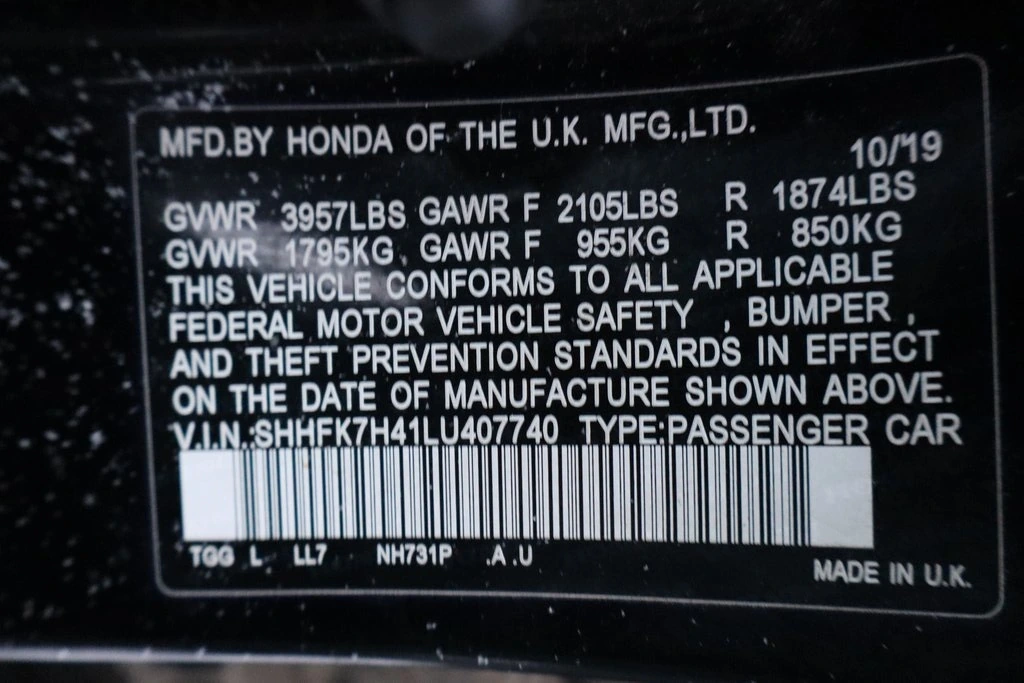 MFD.BY HONDA OF THE U.K. MFG.,LTD.
10/'19
GVWR 3957LBS GAWR F 2105LBS R 1874LBS
GVWR 1795KG GAWR F 955KG R 850KG
THIS VEHICLE CONFORMS TO ALL APPLICABLE
FEDERAL MOTOR VEHICLE SAFETY , BUMPER ,
AND THEFT PREVENTION STANDARDS IN EFFECT
ON THE DATE OF MANUFACTURE SHOWN ABOVE.
V.I.N.:SHHFK7H41LU407740 TYPE:PASSENGER CAR
TGG L LL7 NH731P .A .U
MADE IN U.K.